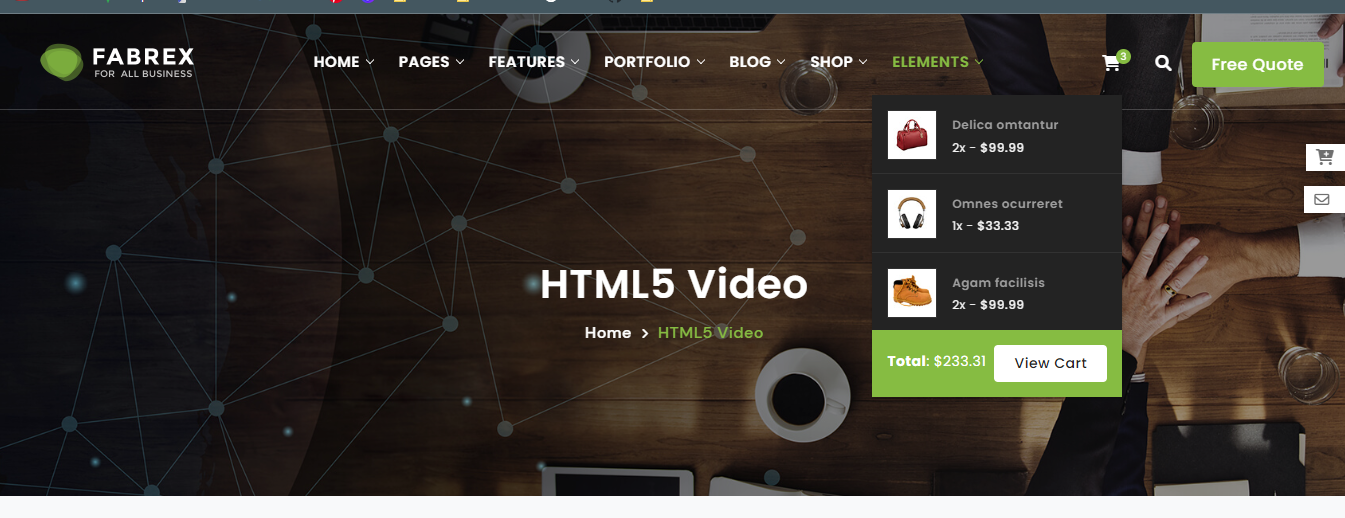 FABREX
FOR ALL BUSINESS
HOME PAGES FEATURES PORTFOLIO BLOG SHOP ELEMENTS
3
Free Quote
Delica omtantur
2x - $99.99
Omnes ocurreret
1x - $33.33
Agam facilisis
2x - $99.99
Total: $233.31 View Cart
HTML5 Video
Home > HTML5 Video